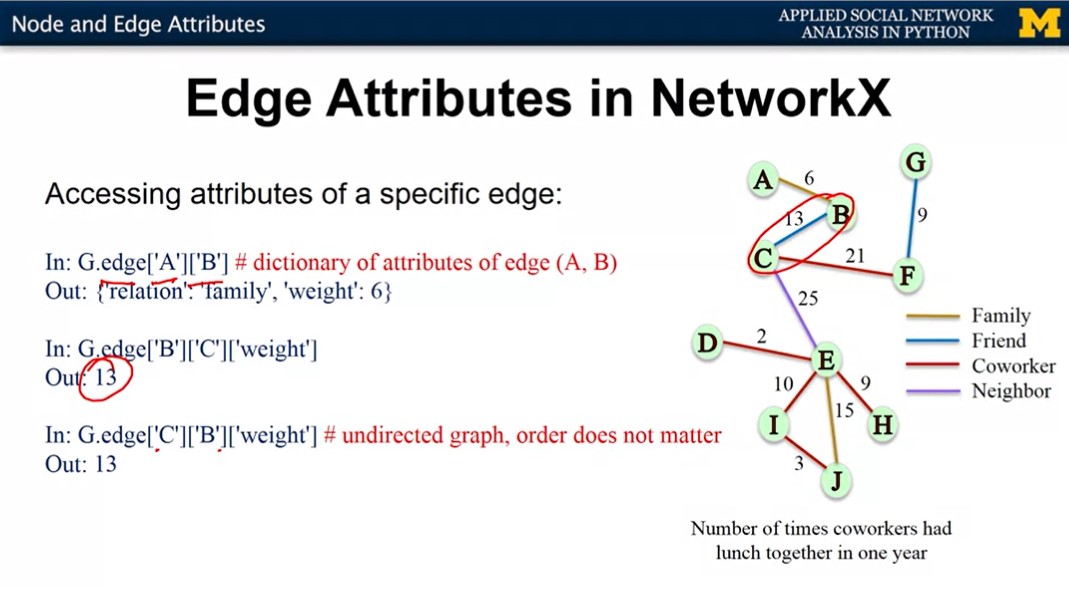 Node and Edge Attributes
APPLIED SOCIAL NETWORK
ANALYSIS IN PYTHON
M
Edge Attributes in NetworkX
Accessing attributes of a specific edge:
In: G.edge['A']['B'] # dictionary of attributes of edge (A, B)
Out: {'relation': 'family', 'weight': 6}
In: G.edge['B']['C']['weight']
Out: 13
In: G.edge['C']['B']['weight'] # undirected graph, order does not matter
Out: 13
G
A
6
B
13
9
C
21
F
25
Family
Friend
Coworker
Neighbor
D
2
E
10
9
15
I
H
3
J
Number of times coworkers had
lunch together in one year